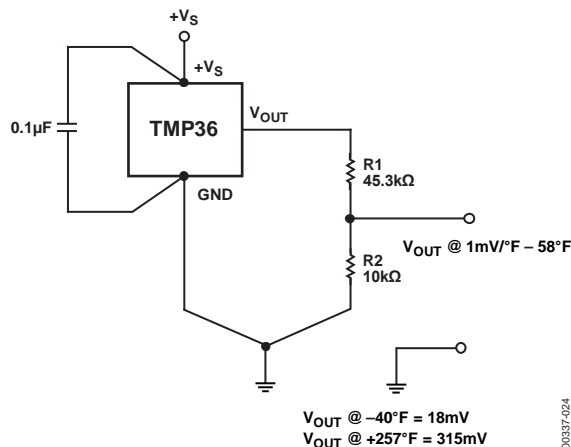 +VS
+VS
0.1µF
TMP36
VOUT
GND
R1
45.3kΩ
R2
10kΩ
VOUT @ 1mV/°F – 58°F
VOUT @ –40°F = 18mV
VOUT @ +257°F = 315mV
00337-024